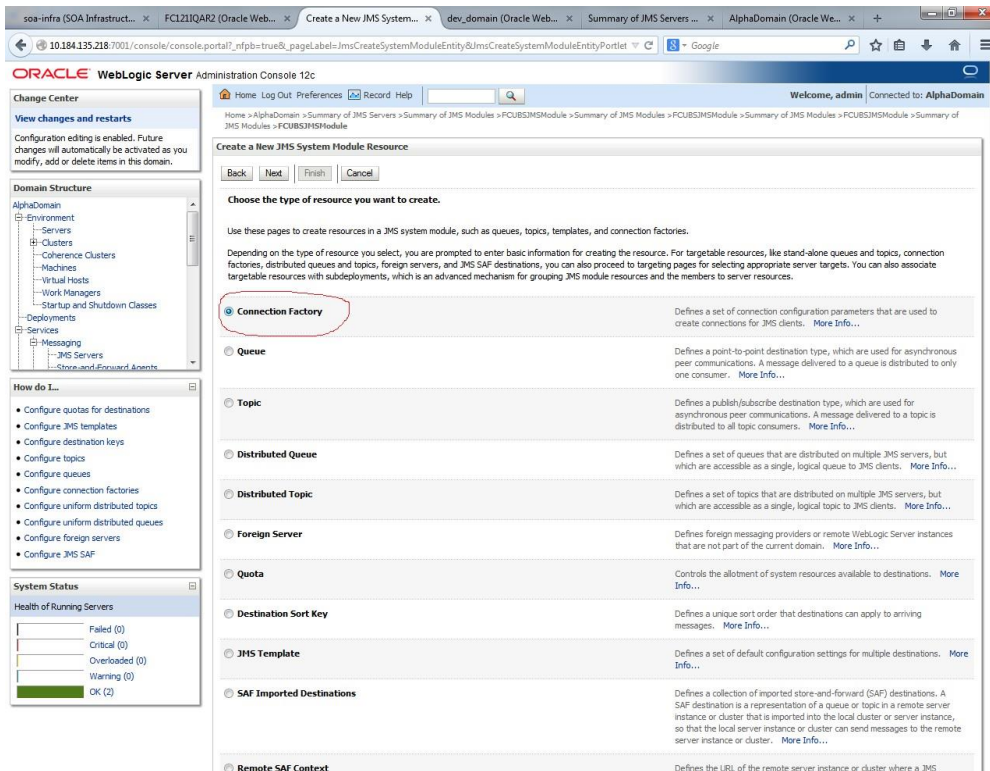 soa-infra (SOA Infrastruct...
FC121IQAR2 (Oracle Web...
Create a New JMS System...
dev_domain (Oracle Web...
Summary of JMS Servers ...
AlphaDomain (Oracle We...
10.184.135.218:7001/console/console.portal?_nfpb=true&_pageLabel=JmsCreateSystemModuleEntity&JmsCreateSystemModuleEntityPortlet
Google
ORACLE WebLogic Server Administration Console 12c
Change Center
View changes and restarts
Configuration editing is enabled. Future
changes will automatically be activated as you
modify, add or delete items in this domain.
Domain Structure
AlphaDomain
Environment
Servers
Clusters
Coherence Clusters
Machines
Virtual Hosts
Work Managers
Startup and Shutdown Classes
Deployments
Services
Messaging
JMS Servers
Store-and-Forward Agents
How do I...
Configure quotas for destinations
Configure JMS templates
Configure destination keys
Configure topics
Configure queues
Configure connection factories
Configure uniform distributed topics
Configure uniform distributed queues
Configure foreign servers
Configure JMS SAF
System Status
Health of Running Servers
Failed (0)
Critical (0)
Overloaded (0)
Warning (0)
OK (2)
Home Log Out Preferences Record Help
Welcome, admin Connected to: AlphaDomain
Home >AlphaDomain >Summary of JMS Servers >Summary of JMS Modules >FCUBSJMSModule >Summary of JMS Modules >FCUBSJMSModule >Summary of JMS Modules >FCUBSJMSModule >Summary of
JMS Modules >FCUBSJMSModule
Create a New JMS System Module Resource
Back Next Finish Cancel
Choose the type of resource you want to create.
Use these pages to create resources in a JMS system module, such as queues, topics, templates, and connection factories.
Depending on the type of resource you select, you are prompted to enter basic information for creating the resource. For targetable resources, like stand-alone queues and topics, connection
factories, distributed queues and topics, foreign servers, and JMS SAF destinations, you can also proceed to targeting pages for selecting appropriate server targets. You can also associate
targetable resources with subdeployments, which is an advanced mechanism for grouping JMS module resources and the members to server resources.
Connection Factory
Defines a set of connection configuration parameters that are used to
create connections for JMS clients. More Info...
Queue
Defines a point-to-point destination type, which are used for asynchronous
peer communications. A message delivered to a queue is distributed to only
one consumer. More Info...
Topic
Defines a publish/subscribe destination type, which are used for
asynchronous peer communications. A message delivered to a topic is
distributed to all topic consumers. More Info...
Distributed Queue
Defines a set of queues that are distributed on multiple JMS servers, but
which are accessible as a single, logical queue to JMS clients. More Info...
Distributed Topic
Defines a set of topics that are distributed on multiple JMS servers, but
which are accessible as a single, logical topic to JMS clients. More Info...
Foreign Server
Defines foreign messaging providers or remote WebLogic Server instances
that are not part of the current domain. More Info...
Quota
Controls the allotment of system resources available to destinations. More
Info...
Destination Sort Key
Defines a unique sort order that destinations can apply to arriving
messages. More Info...
JMS Template
Defines a set of default configuration settings for multiple destinations. More
Info...
SAF Imported Destinations
Defines a collection of imported store-and-forward (SAF) destinations. A
SAF destination is a representation of a queue or topic in a remote server
instance or cluster that is imported into the local cluster or server instance,
so that the local server instance or cluster can send messages to the remote
server instance or cluster. More Info...
Remote SAF Context
Defines the URL of the remote server instance or cluster where a JMS